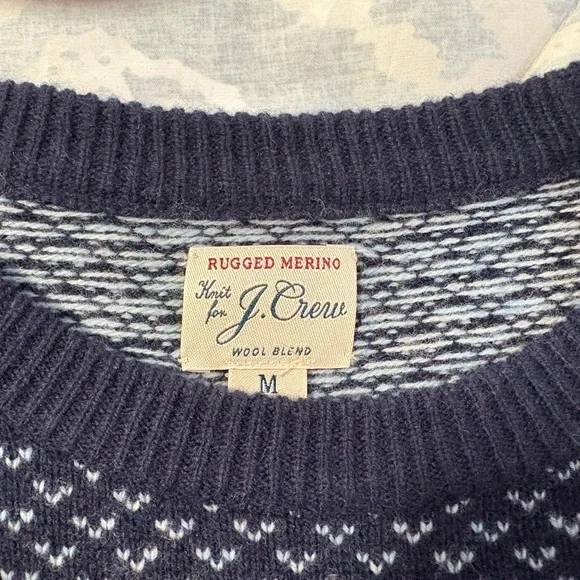 RUGGED MERINO
Knit for J.Crew
WOOL BLEND
M